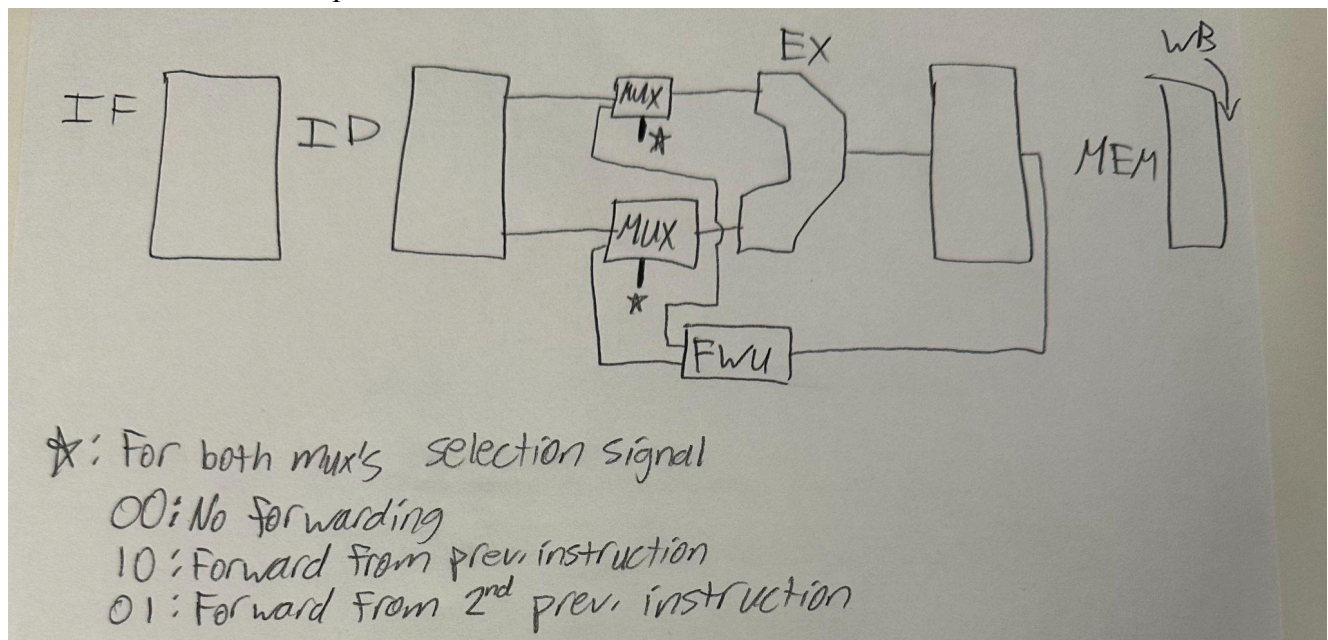 EX
WB
IF
ID
MUX
☆
MEM
MUX
☆
FWU
☆: For both mux's selection signal
00: No forwarding
10: Forward from prev. instruction
01: Forward from 2nd prev. instruction